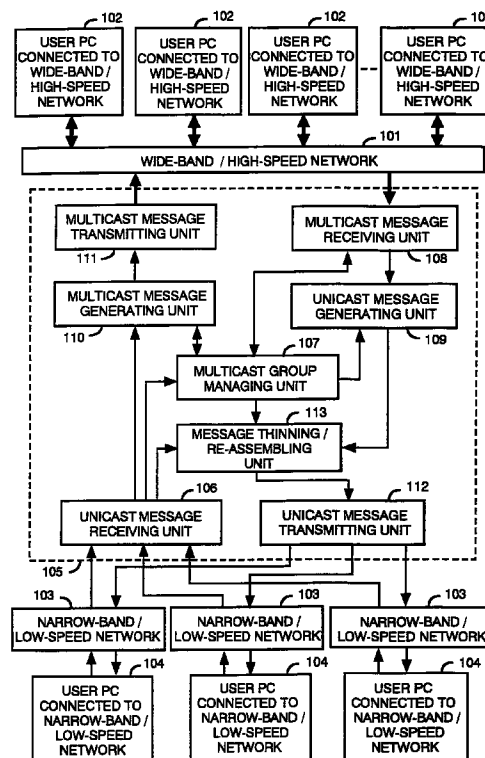 102
102
102
10
USER PC
CONNECTED TO
WIDE-BAND /
HIGH-SPEED
NETWORK
USER PC
CONNECTED TO
WIDE-BAND /
HIGH-SPEED
NETWORK
USER PC
CONNECTED TO
WIDE-BAND /
HIGH-SPEED
NETWORK
USER PC
CONNECTED TO
WIDE-BAND /
HIGH-SPEED
NETWORK
101
WIDE-BAND / HIGH-SPEED NETWORK
MULTICAST MESSAGE
TRANSMITTING UNIT
111
MULTICAST MESSAGE
RECEIVING UNIT
108
MULTICAST MESSAGE
GENERATING UNIT
110
UNICAST MESSAGE
GENERATING UNIT
109
107
MULTICAST GROUP
MANAGING UNIT
113
MESSAGE THINNING /
RE-ASSEMBLING
UNIT
106
UNICAST MESSAGE
RECEIVING UNIT
112
UNICAST MESSAGE
TRANSMITTING UNIT
105
103
NARROW-BAND /
LOW-SPEED NETWORK
103
NARROW-BAND /
LOW-SPEED NETWORK
103
NARROW-BAND /
LOW-SPEED NETWORK
104
USER PC
CONNECTED TO
NARROW-BAND /
LOW-SPEED
NETWORK
104
USER PC
CONNECTED TO
NARROW-BAND /
LOW-SPEED
NETWORK
104
USER PC
CONNECTED TO
NARROW-BAND /
LOW-SPEED
NETWORK